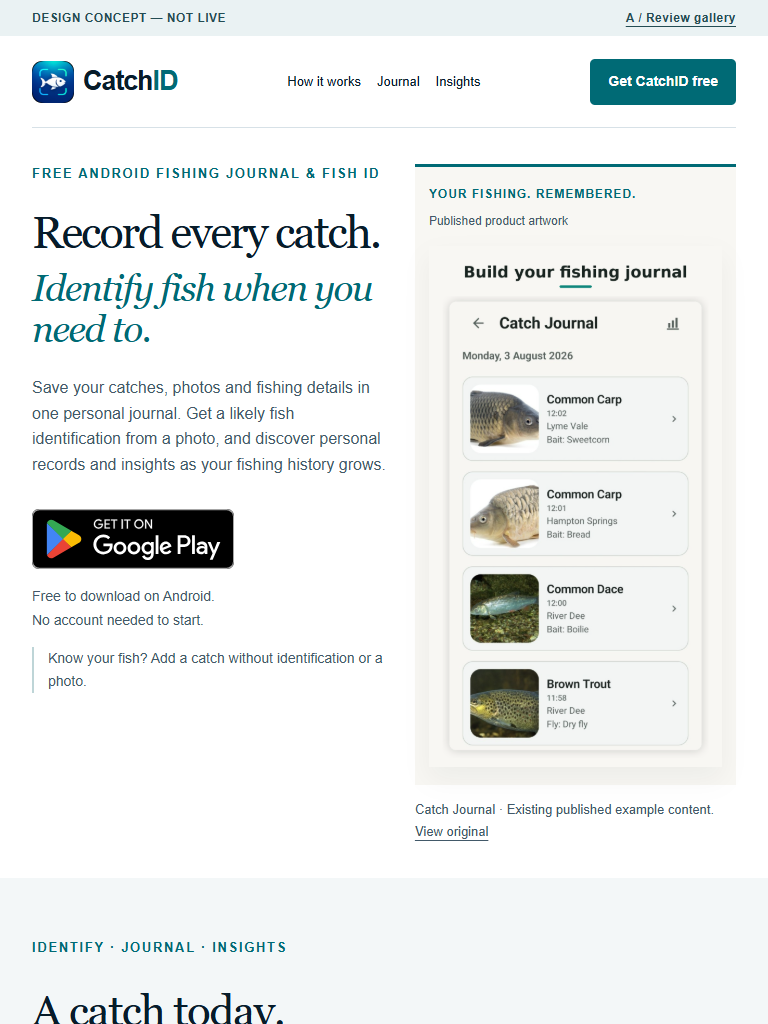 DESIGN CONCEPT — NOT LIVE
A / Review gallery
CatchID
How it works
Journal
Insights
Get CatchID free
FREE ANDROID FISHING JOURNAL & FISH ID
Record every catch.
Identify fish when you
need to.
Save your catches, photos and fishing details in
one personal journal. Get a likely fish
identification from a photo, and discover personal
records and insights as your fishing history grows.
GET IT ON
Google Play
Free to download on Android.
No account needed to start.
Know your fish? Add a catch without identification or a
photo.
YOUR FISHING. REMEMBERED.
Published product artwork
Build your fishing journal
Catch Journal
Monday, 3 August 2026
Common Carp
12:02
Lyme Vale
Bait: Sweetcorn
Common Carp
12:01
Hampton Springs
Bait: Bread
Common Dace
12:00
River Dee
Bait: Boilie
Brown Trout
11:58
River Dee
Fly: Dry fly
Catch Journal · Existing published example content.
View original
IDENTIFY · JOURNAL · INSIGHTS
A catch today.